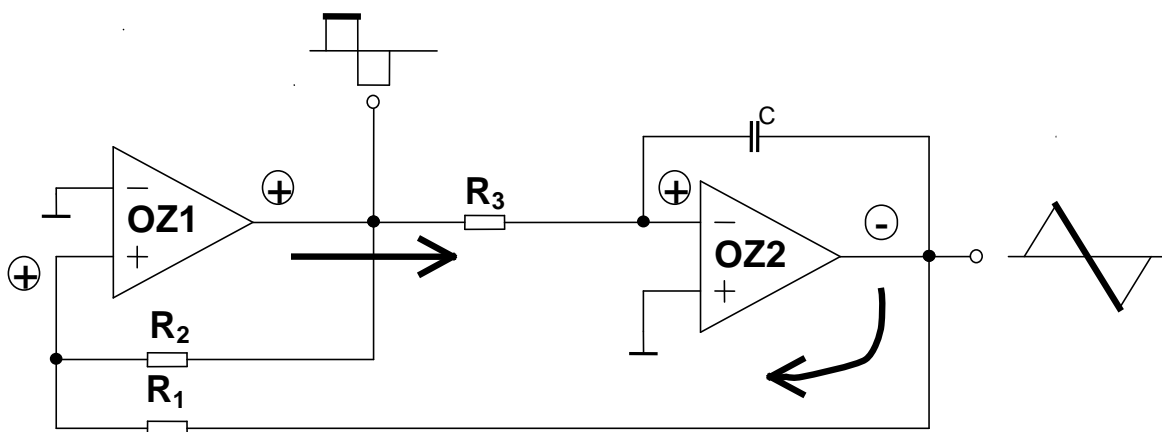 C
+
+
R₃
−
−
-
OZ1
OZ2
+
+
+
R₂
R₁